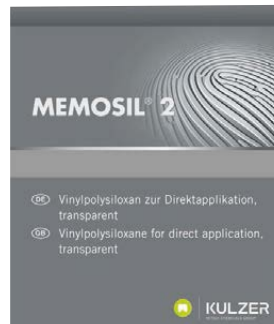 MEMOSIL® 2
DE Vinylpolysiloxan zur Direktapplikation,
transparent
GB Vinylpolysiloxane for direct application,
transparent
KULZER